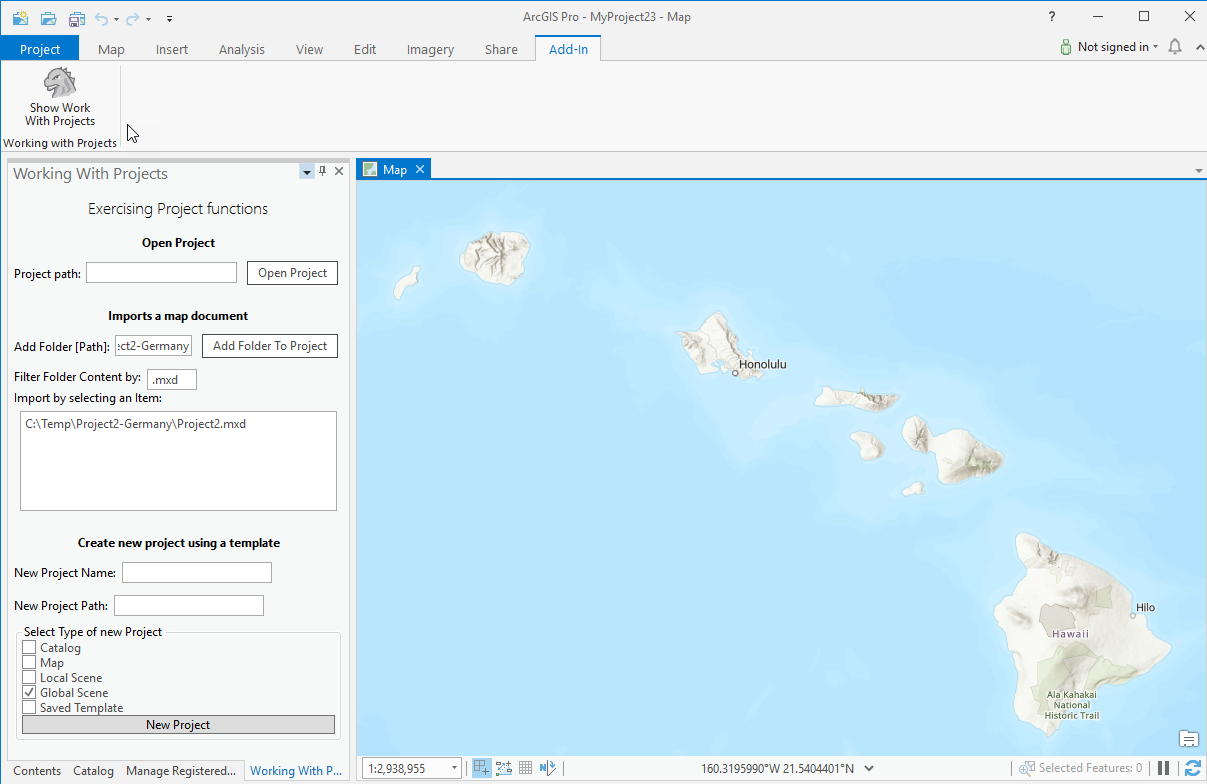 ArcGIS Pro - MyProject23 - Map
?
Project Map Insert Analysis View Edit Imagery Share Add-In
Not signed in
Show Work
With Projects
Working with Projects
Working With Projects
Exercising Project functions
Open Project
Project path:
Open Project
Imports a map document
Add Folder [Path]: ect2-Germany Add Folder To Project
Filter Folder Content by: .mxd
Import by selecting an Item:
C:\Temp\Project2-Germany\Project2.mxd
Create new project using a template
New Project Name:
New Project Path:
Select Type of new Project
Catalog
Map
Local Scene
Global Scene
Saved Template
New Project
Contents Catalog Manage Registered... Working With P...
Map
Honolulu
Hilo
Hawaii
Ala Kahakai
National
Historic Trail
1:2,938,955
N
160.3195990°W 21.5404401°N
Selected Features: 0